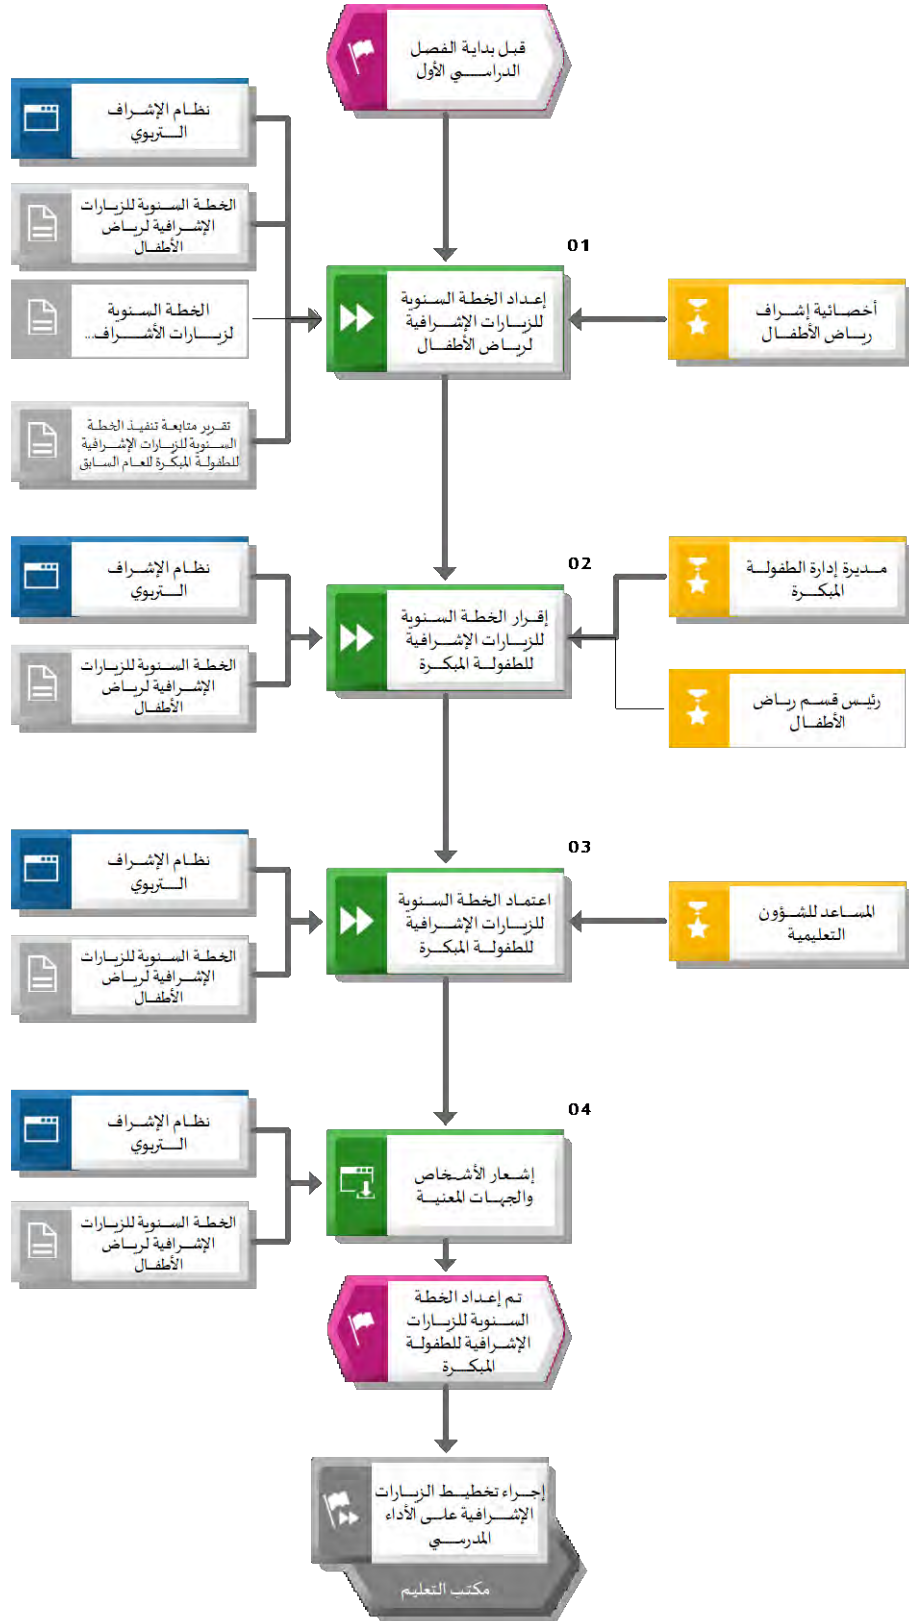 قبل بداية الفصل
الدراسي الأول
نظام الإشراف
التربوي
الخطة السنوية للزيارات
الإشرافية لرياض
الأطفال
الخطة السنوية
لزيارات الأشراف...
تقرير متابعة تنفيذ الخطة
السنوية للزيارات الإشرافية
للطفولة المبكرة للعام السابق
01
إعداد الخطة السنوية
للزيارات الإشرافية
لرياض الأطفال
أخصائية إشراف
رياض الأطفال
نظام الإشراف
التربوي
الخطة السنوية للزيارات
الإشرافية لرياض
الأطفال
02
إقرار الخطة السنوية
للزيارات الإشرافية
للطفولة المبكرة
مديرة إدارة الطفولة
المبكرة
رئيس قسم رياض
الأطفال
نظام الإشراف
التربوي
الخطة السنوية للزيارات
الإشرافية لرياض
الأطفال
03
اعتماد الخطة السنوية
للزيارات الإشرافية
للطفولة المبكرة
المساعد للشؤون
التعليمية
نظام الإشراف
التربوي
الخطة السنوية للزيارات
الإشرافية لرياض
الأطفال
04
إشعار الأشخاص
والجهات المعنية
تم إعداد الخطة
السنوية للزيارات
الإشرافية للطفولة
المبكرة
إجراء تخطيط الزيارات
الإشرافية على الأداء
المدرسي
مكتب التعليم